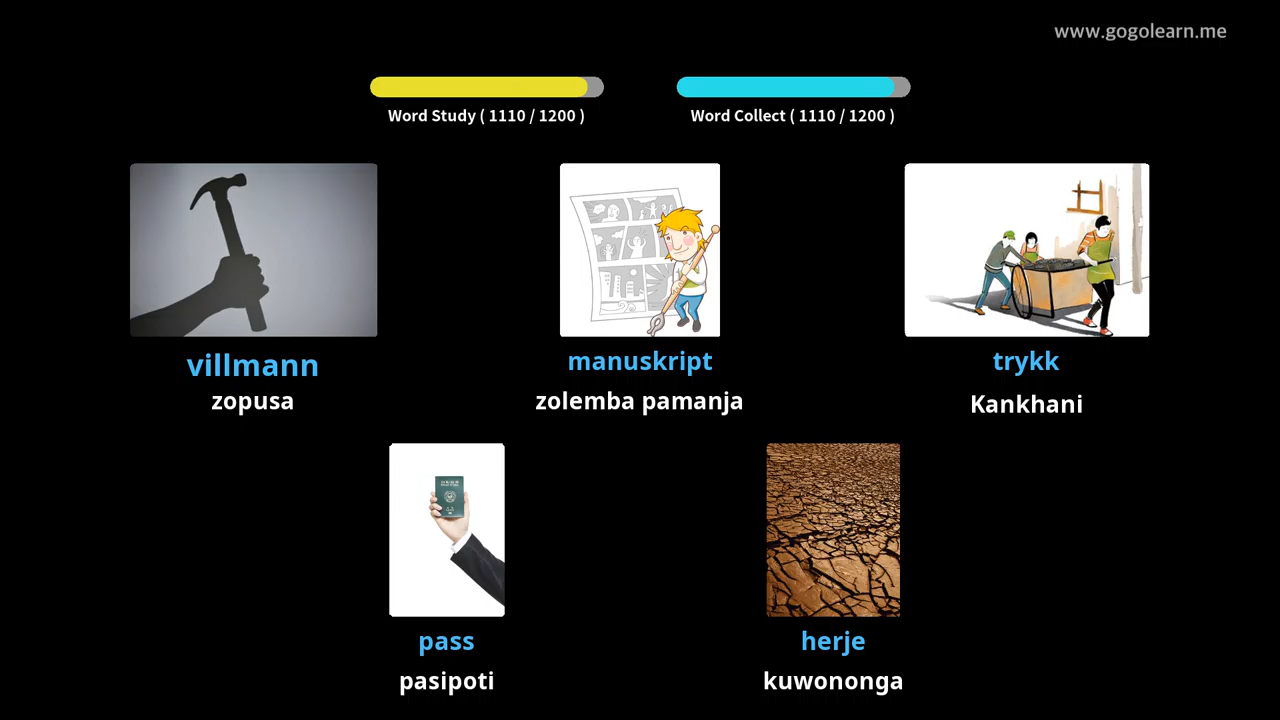 www.gogolearn.me
Word Study ( 1110 / 1200 )
Word Collect ( 1110 / 1200 )
villmann
zopusa
manuskript
zolemba pamanja
trykk
Kankhani
pass
pasipoti
herje
kuwononga